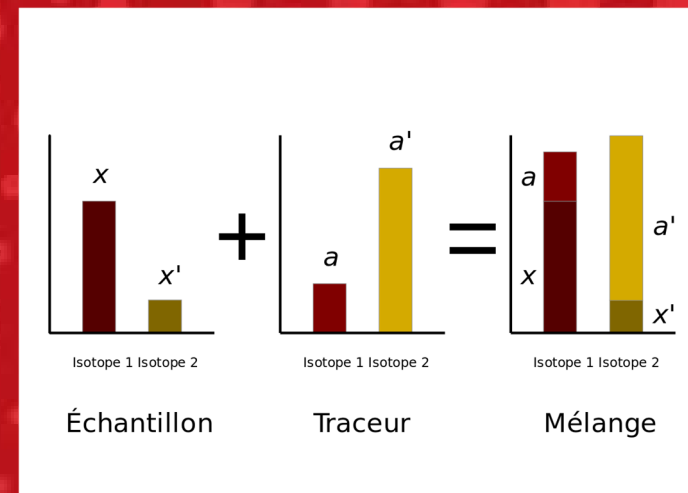 x
x'
+
a
a'
=
a
x
a'
x'
Isotope 1 Isotope 2
Isotope 1 Isotope 2
Isotope 1 Isotope 2
Échantillon
Traceur
Mélange